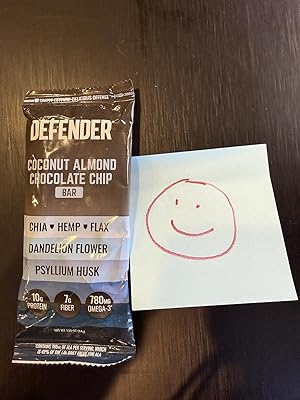 DEFENDER
COCONUT ALMOND
CHOCOLATE CHIP
BAR
CHIA ♥ HEMP ♥ FLAX
DANDELION FLOWER
PSYLLIUM HUSK
10g
PROTEIN
7g
FIBER
780MG
OMEGA-3*